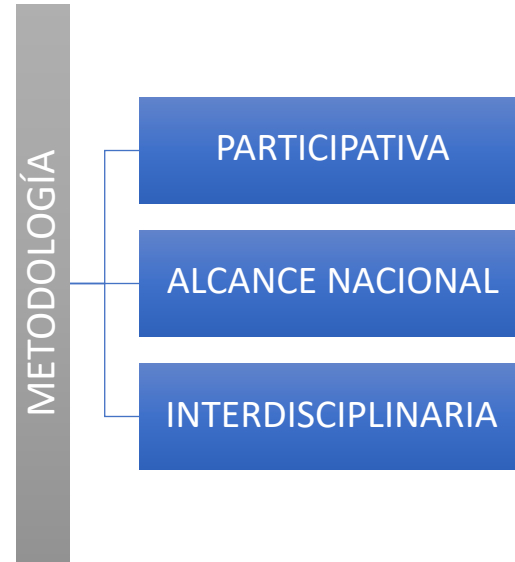 METODOLOGÍA
PARTICIPATIVA
ALCANCE NACIONAL
INTERDISCIPLINARIA